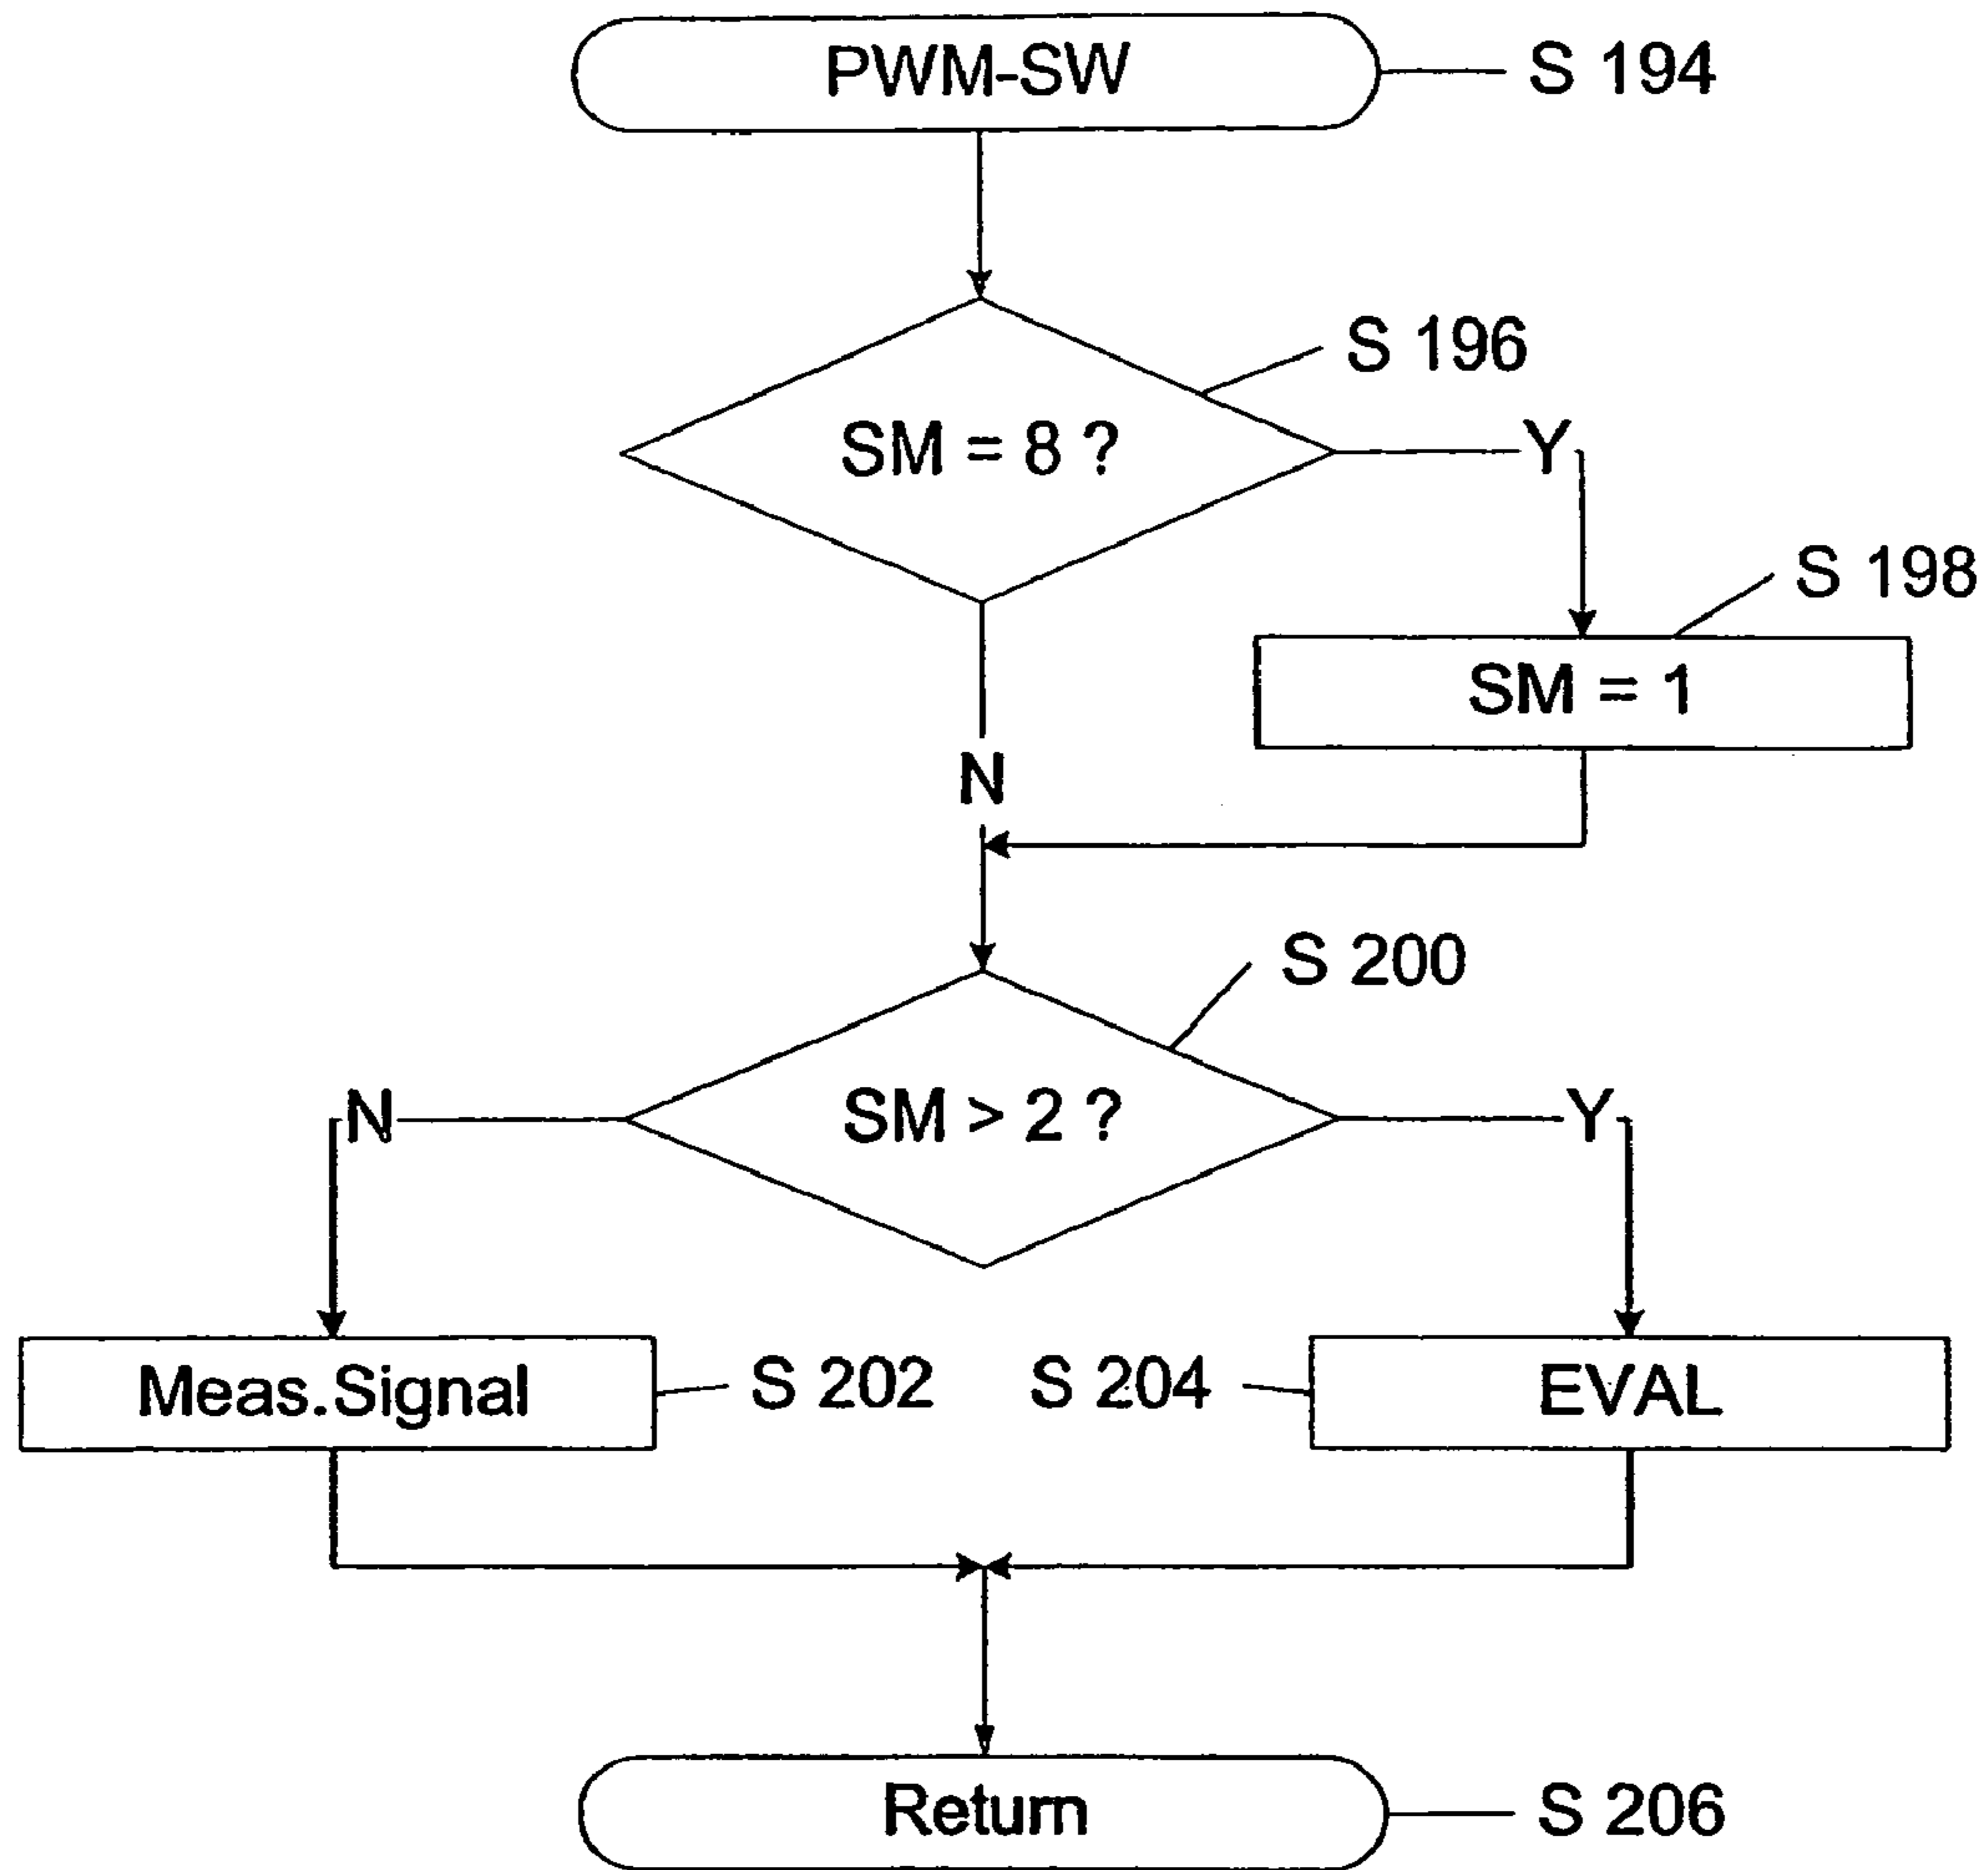 PWM-SW
S 194
S 196
SM = 8 ?
Y
S 198
SM = 1
N
S 200
N
SM > 2 ?
Y
Meas.Signal
S 202
S 204
EVAL
Return
S 206